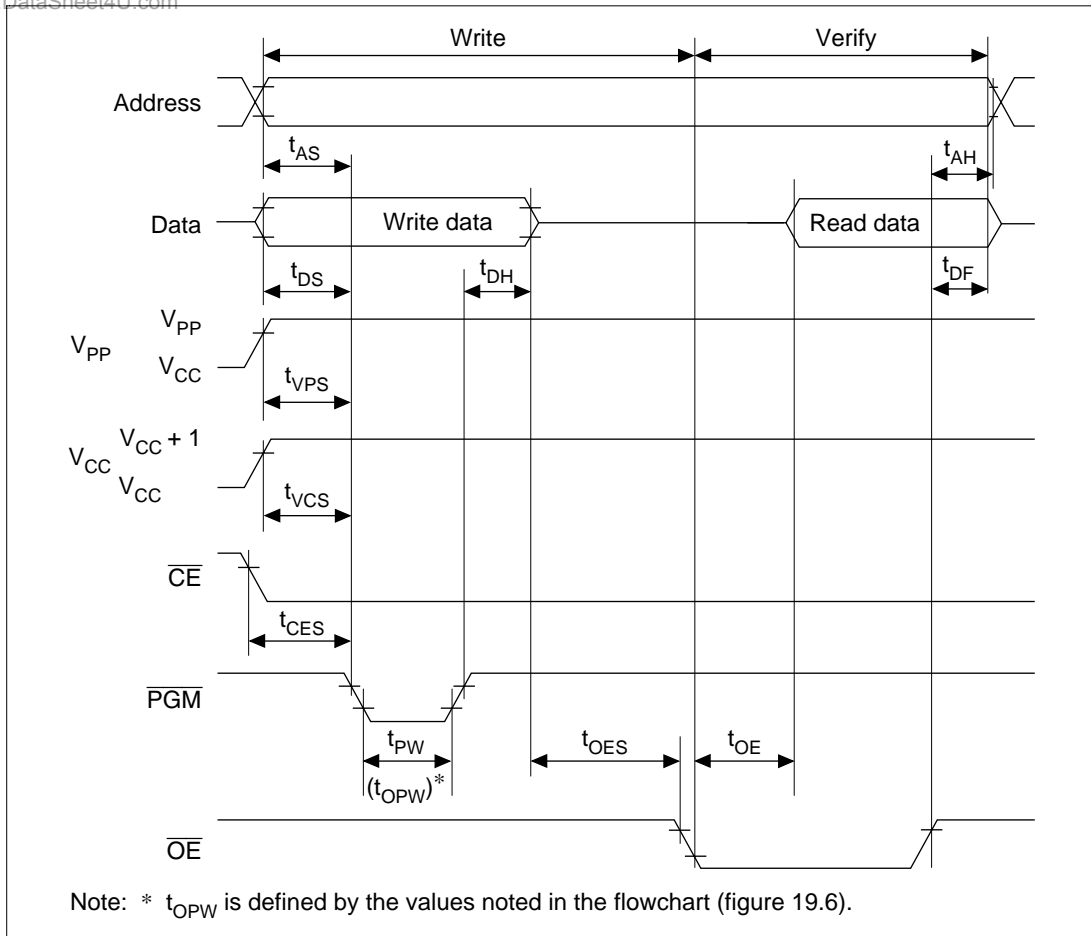 DataSheet4U.com
Write Verify
Address
tAS tAH
Data Write data Read data
tDS tDH tDF
VPP VPP
VCC
tVPS
VCC VCC + 1
VCC
tVCS
CE
tCES
PGM
tPW tOES tOE
(tOPW)*
OE
Note: * tOPW is defined by the values noted in the flowchart (figure 19.6).